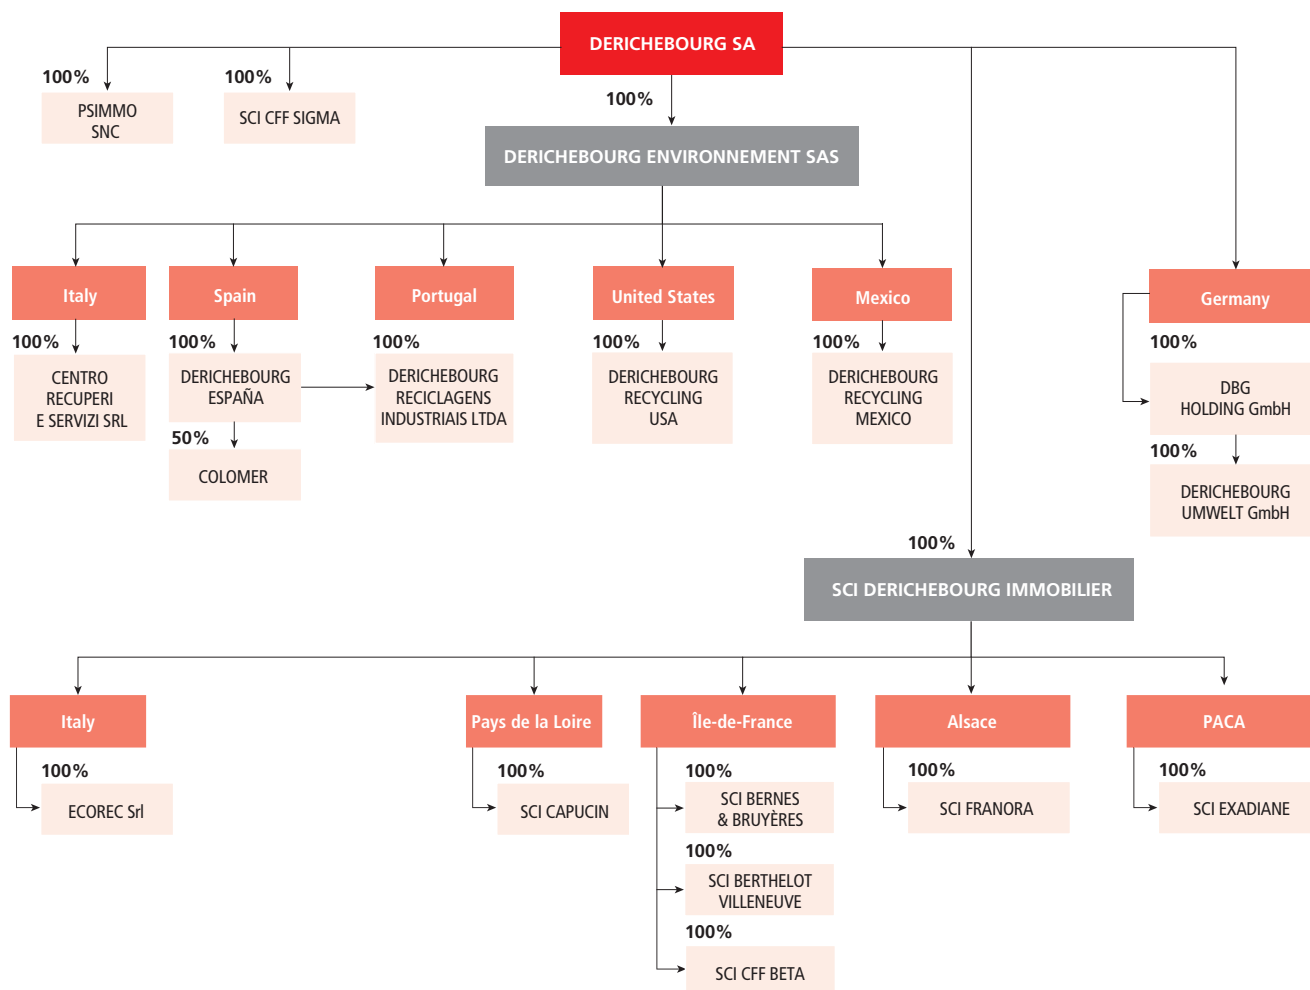 DERICHEBOURG SA
100%
PSIMMO
SNC
100%
SCI CFF SIGMA
100%
DERICHEBOURG ENVIRONNEMENT SAS
Italy
100%
CENTRO
RECUPERI
E SERVIZI SRL
Spain
100%
DERICHEBOURG
ESPAÑA
50%
COLOMER
Portugal
100%
DERICHEBOURG
RECICLAGENS
INDUSTRIAIS LTDA
United States
100%
DERICHEBOURG
RECYCLING
USA
Mexico
100%
DERICHEBOURG
RECYCLING
MEXICO
Germany
100%
DBG
HOLDING GmbH
100%
DERICHEBOURG
UMWELT GmbH
100%
SCI DERICHEBOURG IMMOBILIER
Italy
100%
ECOREC Srl
Pays de la Loire
100%
SCI CAPUCIN
Île-de-France
100%
SCI BERNES
& BRUYÈRES
100%
SCI BERTHELOT
VILLENEUVE
100%
SCI CFF BETA
Alsace
100%
SCI FRANORA
PACA
100%
SCI EXADIANE